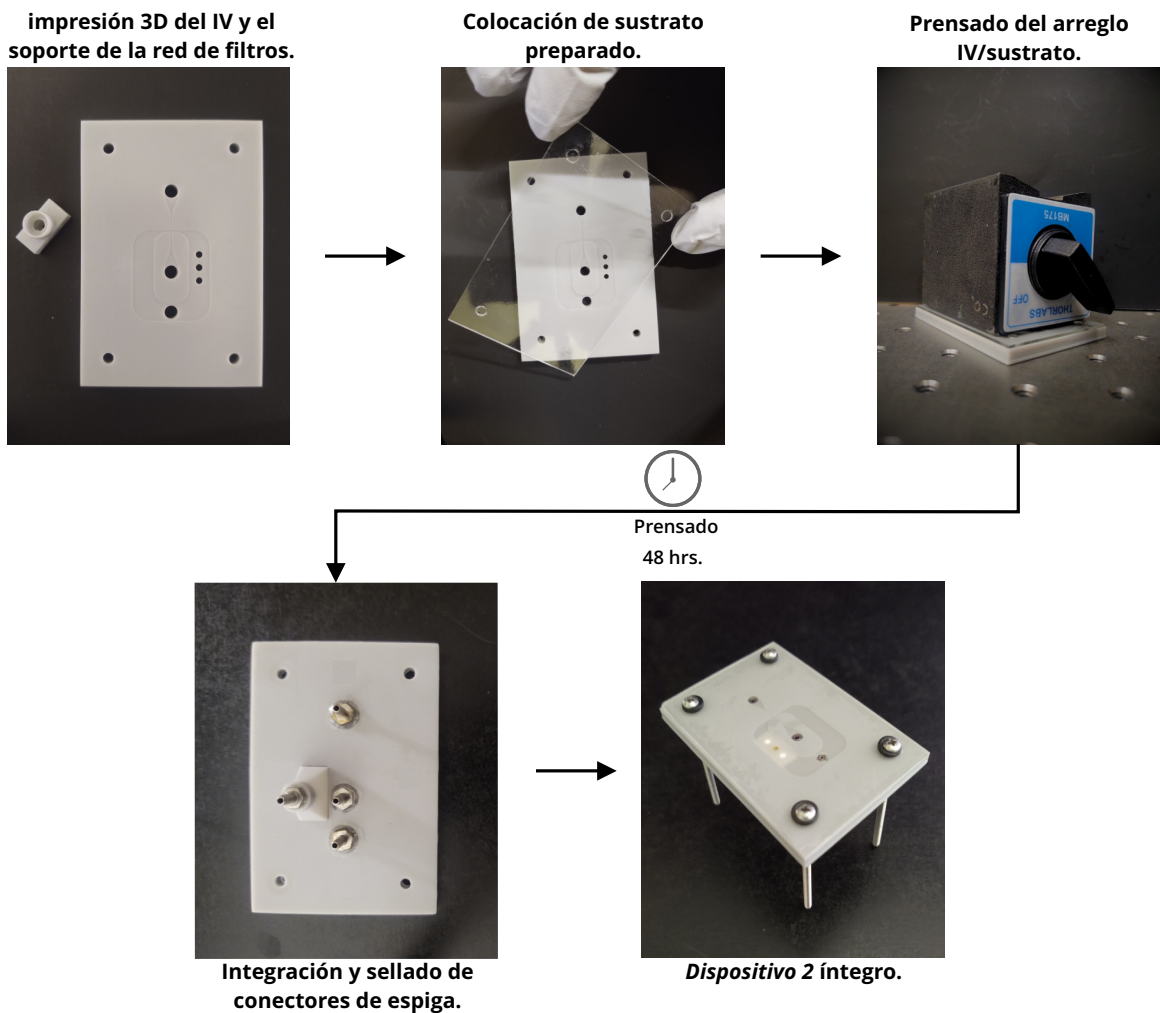 impresión 3D del IV y el
soporte de la red de filtros.
Colocación de sustrato
preparado.
Prensado del arreglo
IV/sustrato.
MB175
OFF
THORLABS
Prensado
48 hrs.
Integración y sellado de
conectores de espiga.
Dispositivo 2 íntegro.